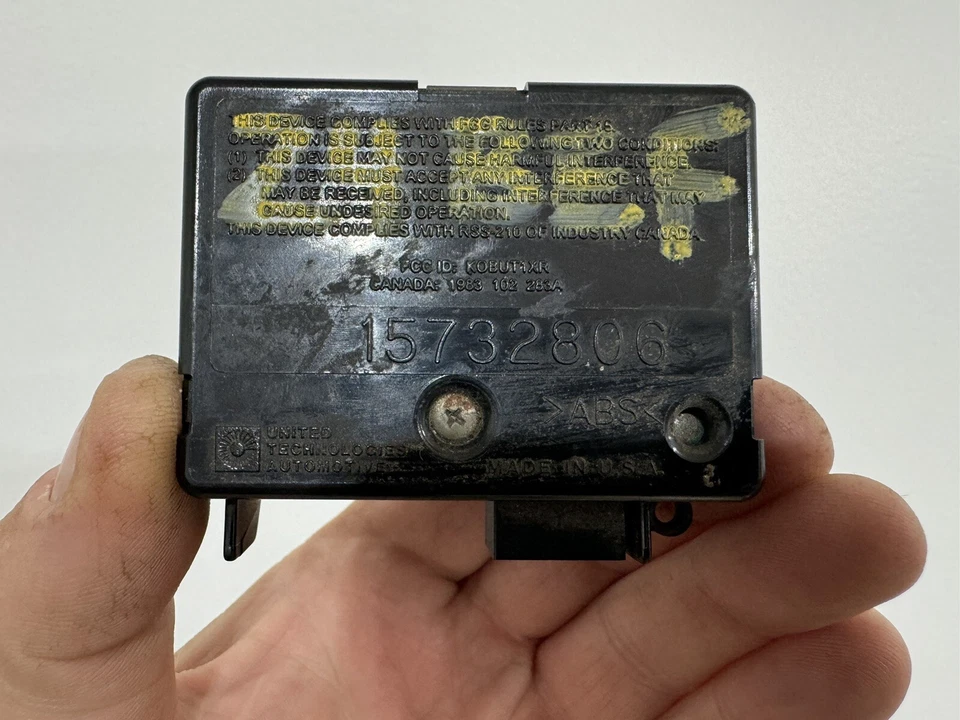 THIS DEVICE COMPLIES WITH FCC RULES PART 15.
OPERATION IS SUBJECT TO THE FOLLOWING TWO CONDITIONS:
(1) THIS DEVICE MAY NOT CAUSE HARMFUL INTERFERENCE.
(2) THIS DEVICE MUST ACCEPT ANY INTERFERENCE THAT
MAY BE RECEIVED, INCLUDING INTERFERENCE THAT MAY
CAUSE UNDESIRED OPERATION.
THIS DEVICE COMPLIES WITH RSS-210 OF INDUSTRY CANADA
FCC ID: KOBUT1XR
CANADA: 1983 102 283A
15732806
>ABS<
UNITED
TECHNOLOGIES
AUTOMOTIVE
MADE IN U.S.A.